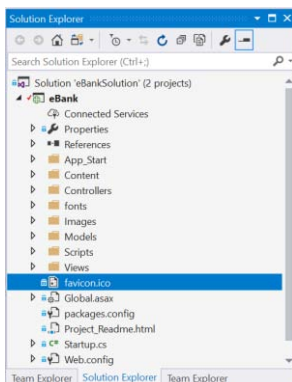 Solution Explorer
Search Solution Explorer (Ctrl+;)
Solution 'eBankSolution' (2 projects)
eBank
Connected Services
Properties
References
App_Start
Content
Controllers
fonts
Images
Models
Scripts
Views
favicon.ico
Global.asax
packages.config
Project_Readme.html
Startup.cs
Web.config
Team Explorer Solution Explorer Team Explorer